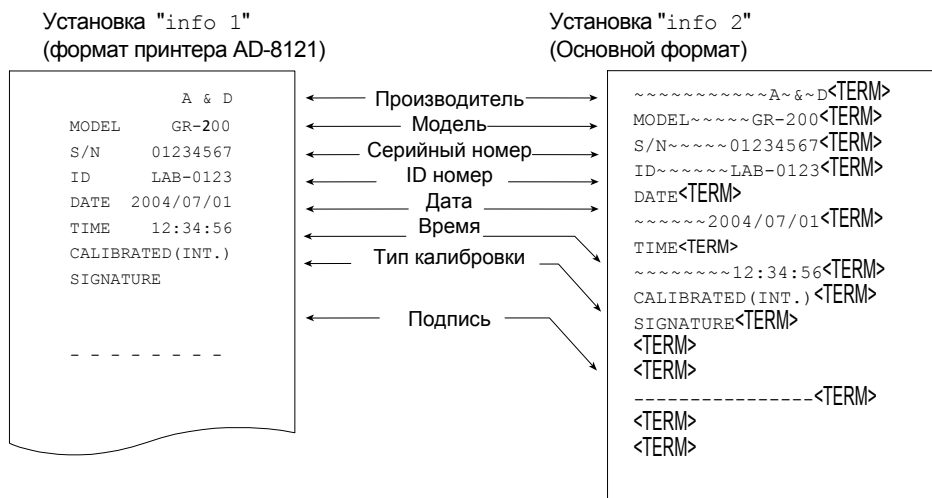 Установка "info 1"
(формат принтера AD-8121)
A & D
MODEL GR-200
S/N 01234567
ID LAB-0123
DATE 2004/07/01
TIME 12:34:56
CALIBRATED(INT.)
SIGNATURE
- - - - - - - -
Производитель
Модель
Серийный номер
ID номер
Дата
Время
Тип калибровки
Подпись
Установка "info 2"
(Основной формат)
~~~~~~~~~~~A~&~D<TERM>
MODEL~~~~~GR-200<TERM>
S/N~~~~~01234567<TERM>
ID~~~~~~LAB-0123<TERM>
DATE<TERM>
~~~~~~2004/07/01<TERM>
TIME<TERM>
~~~~~~~~12:34:56<TERM>
CALIBRATED(INT.)<TERM>
SIGNATURE<TERM>
<TERM>
<TERM>
----------------<TERM>
<TERM>
<TERM>